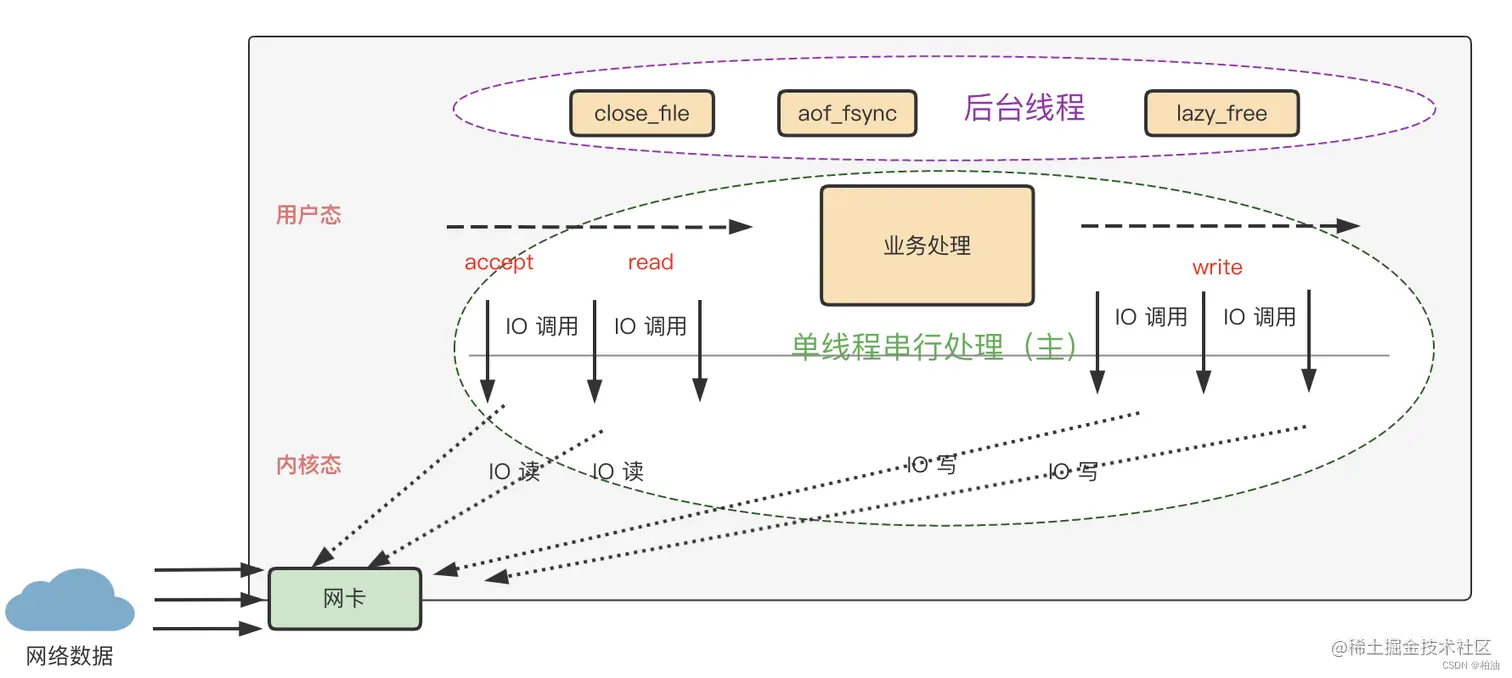 close_file
aof_fsync
后台线程
lazy_free
用户态
业务处理
accept
read
write
IO 调用
IO 调用
IO 调用
IO 调用
单线程串行处理（主）
内核态
IO 读
IO 读
IO 写
IO 写
网卡
网络数据
@稀土掘金技术社区
CSDN @柏油